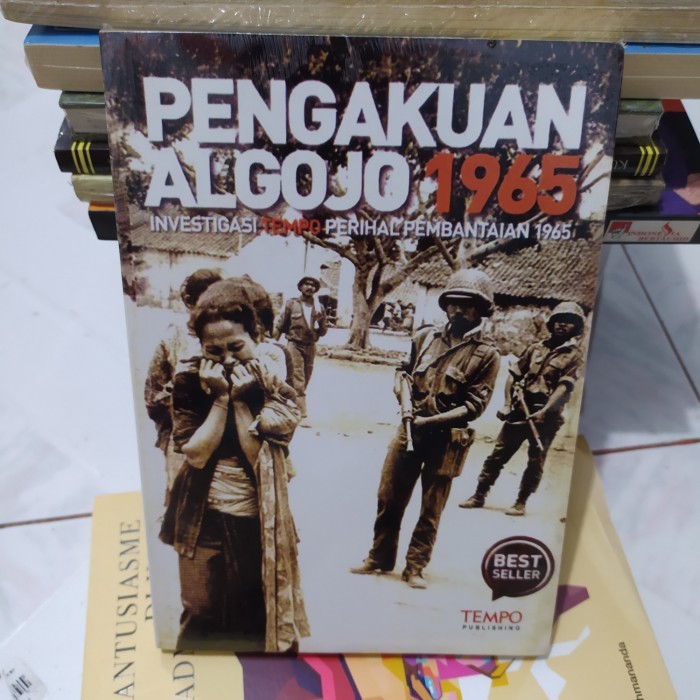 PENGAKUAN
ALGOJO 1965
INVESTIGASI TEMPO PERIHAL PEMBANTAIAN 1965
BEST
SELLER
TEMPO
PUBLISHING
ANTUSIASME